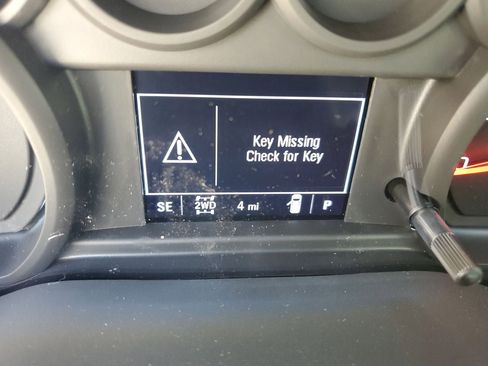 Key Missing
Check for Key
SE 2WD 4 mi P